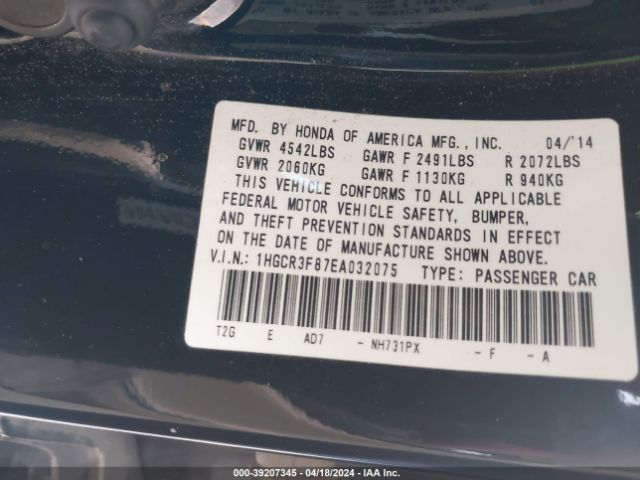 MFD. BY HONDA OF AMERICA MFG., INC. 04/'14
GVWR 4542LBS GAWR F 2491LBS R 2072LBS
GVWR 2060KG GAWR F 1130KG R 940KG
THIS VEHICLE CONFORMS TO ALL APPLICABLE
FEDERAL MOTOR VEHICLE SAFETY, BUMPER,
AND THEFT PREVENTION STANDARDS IN EFFECT
ON THE DATE OF MANUFACTURE SHOWN ABOVE.
V.I.N.: 1HGCR3F87EA032075 TYPE: PASSENGER CAR
T2G E AD7 - NH731PX - F - A
000-39207345 | 04/18/2024 | IAA Inc.